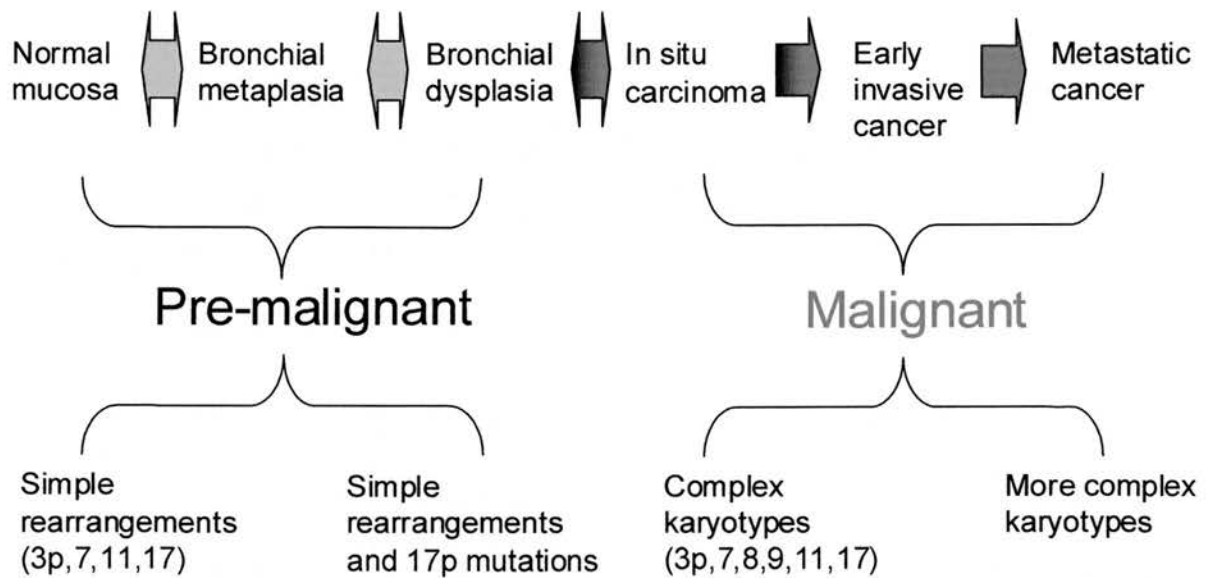 Normal
mucosa
Bronchial
metaplasia
Bronchial
dysplasia
In situ
carcinoma
Early
invasive
cancer
Metastatic
cancer
Pre-malignant
Malignant
Simple
rearrangements
(3p,7,11,17)
Simple
rearrangements
and 17p mutations
Complex
karyotypes
(3p,7,8,9,11,17)
More complex
karyotypes